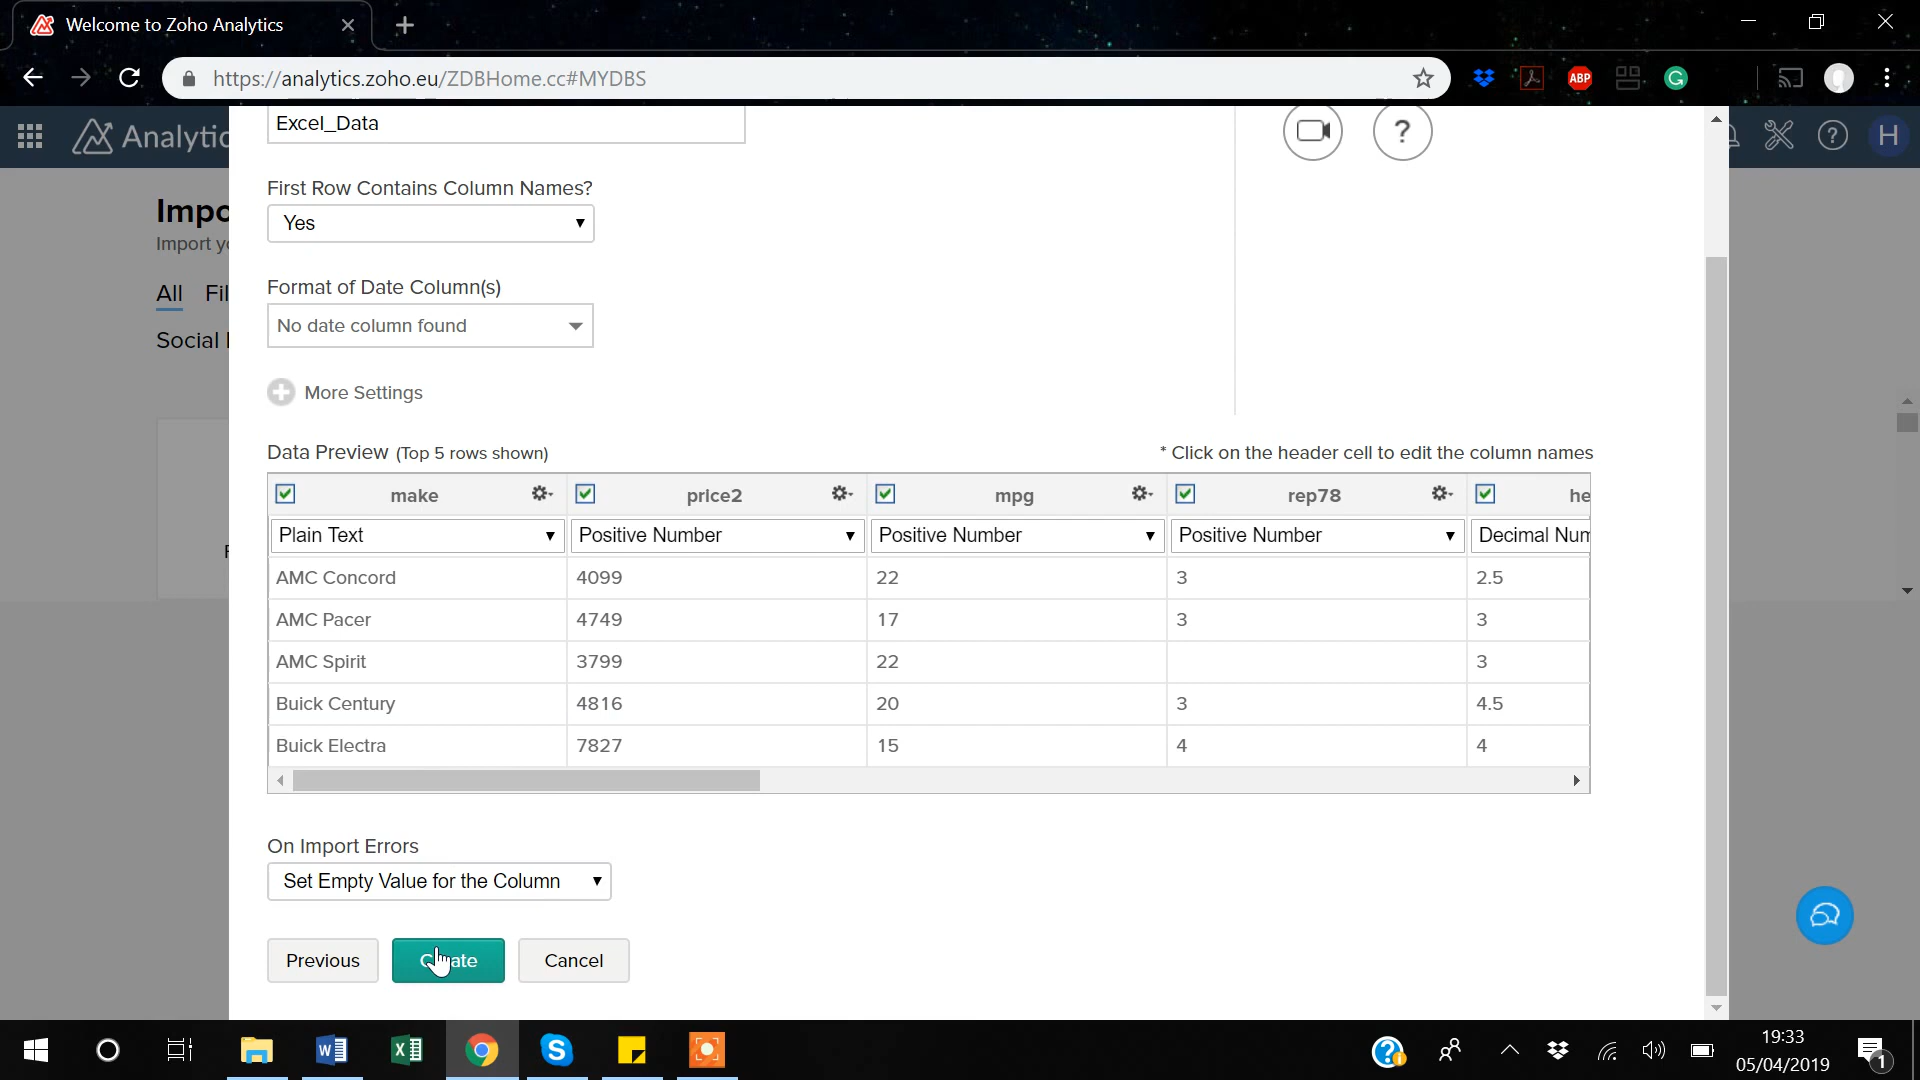 Welcome to Zoho Analytics
https://analytics.zoho.eu/ZDBHome.cc#MYDBS
ABP
G
Analytic
Excel_Data
?
?
H
First Row Contains Column Names?
Yes
Impo
Import yo
Format of Date Column(s)
All Fil
No date column found
Social
More Settings
Data Preview (Top 5 rows shown)
* Click on the header cell to edit the column names
make price2 mpg rep78 he
Plain Text Positive Number Positive Number Positive Number Decimal Num
AMC Concord 4099 22 3 2.5
AMC Pacer 4749 17 3 3
AMC Spirit 3799 22 3
Buick Century 4816 20 3 4.5
Buick Electra 7827 15 4 4
On Import Errors
Set Empty Value for the Column
Previous
Cancel
19:33
05/04/2019
1